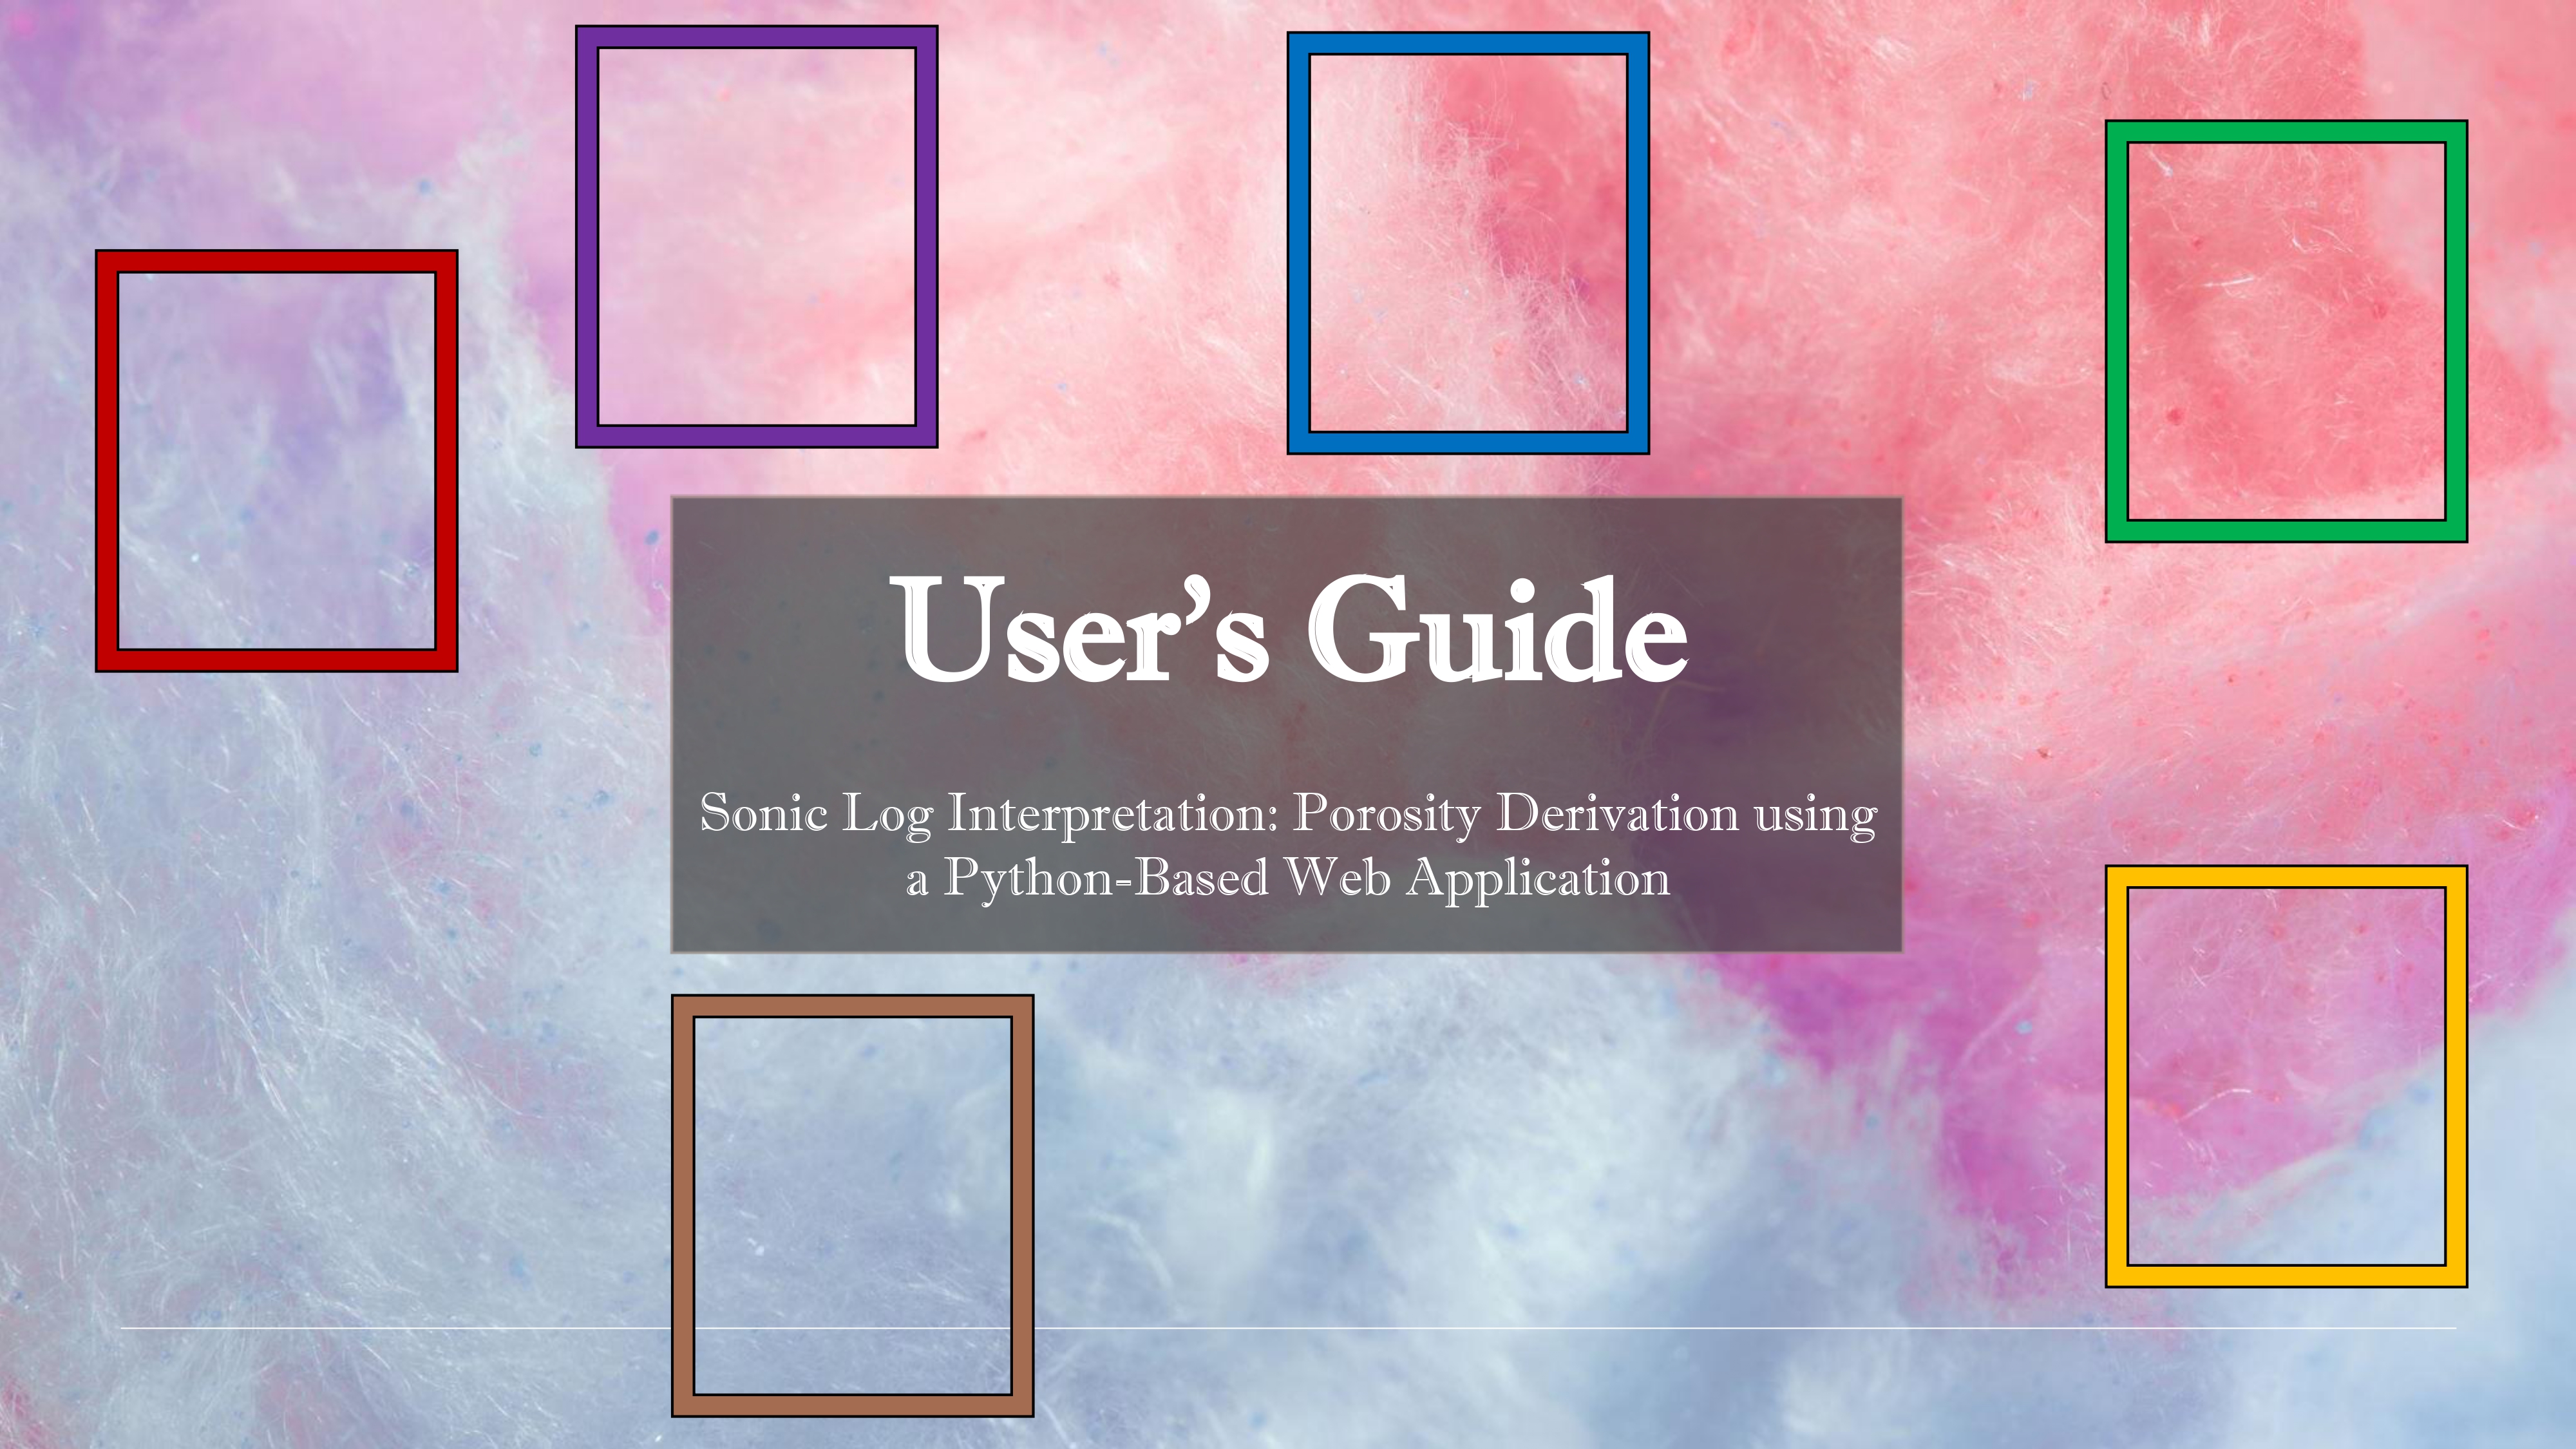 User’s Guide
Sonic Log Interpretation: Porosity Derivation using
a Python-Based Web Application